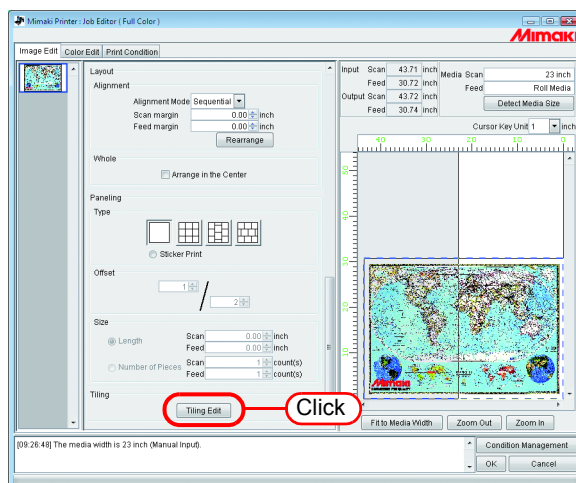 Mimaki Printer : Job Editor ( Full Color )
Mimaki
Image Edit Color Edit Print Condition
Layout
Alignment
Alignment Mode Sequential
Scan margin 0.00 inch
Feed margin 0.00 inch
Rearrange
Whole
Arrange in the Center
Paneling
Type
Sticker Print
Offset
1
2
Size
Length
Scan 0.00 inch
Feed 0.00 inch
Number of Pieces
Scan 1 count(s)
Feed 1 count(s)
Tiling
Tiling Edit
Click
Input Scan 43.71 inch
Feed 30.72 inch
Output Scan 43.72 inch
Feed 30.74 inch
Media Scan 23 inch
Feed Roll Media
Detect Media Size
Cursor Key Unit 1 inch
40 30 20 10 0
50
40
30
20
10
Mimaki
Fit to Media Width Zoom Out Zoom In
[09:26:48] The media width is 23 inch (Manual Input).
Condition Management
OK Cancel